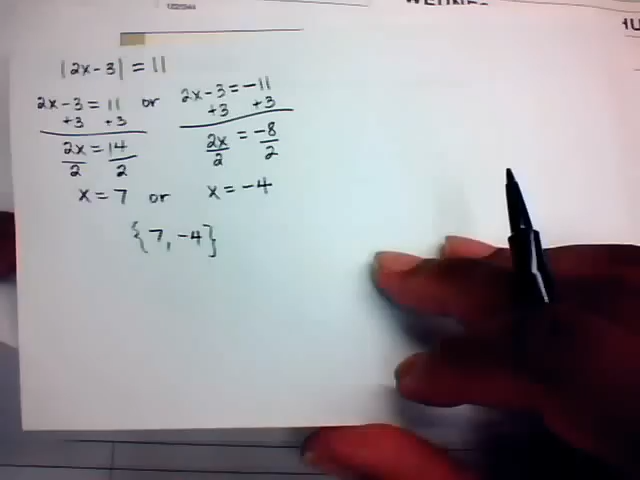 |2x-3| = 11
2x-3 = 11 or 2x-3 = -11
+3 +3 +3 +3
2x = 14 2x = -8
2 2 2 2
x = 7 or x = -4
{7, -4}